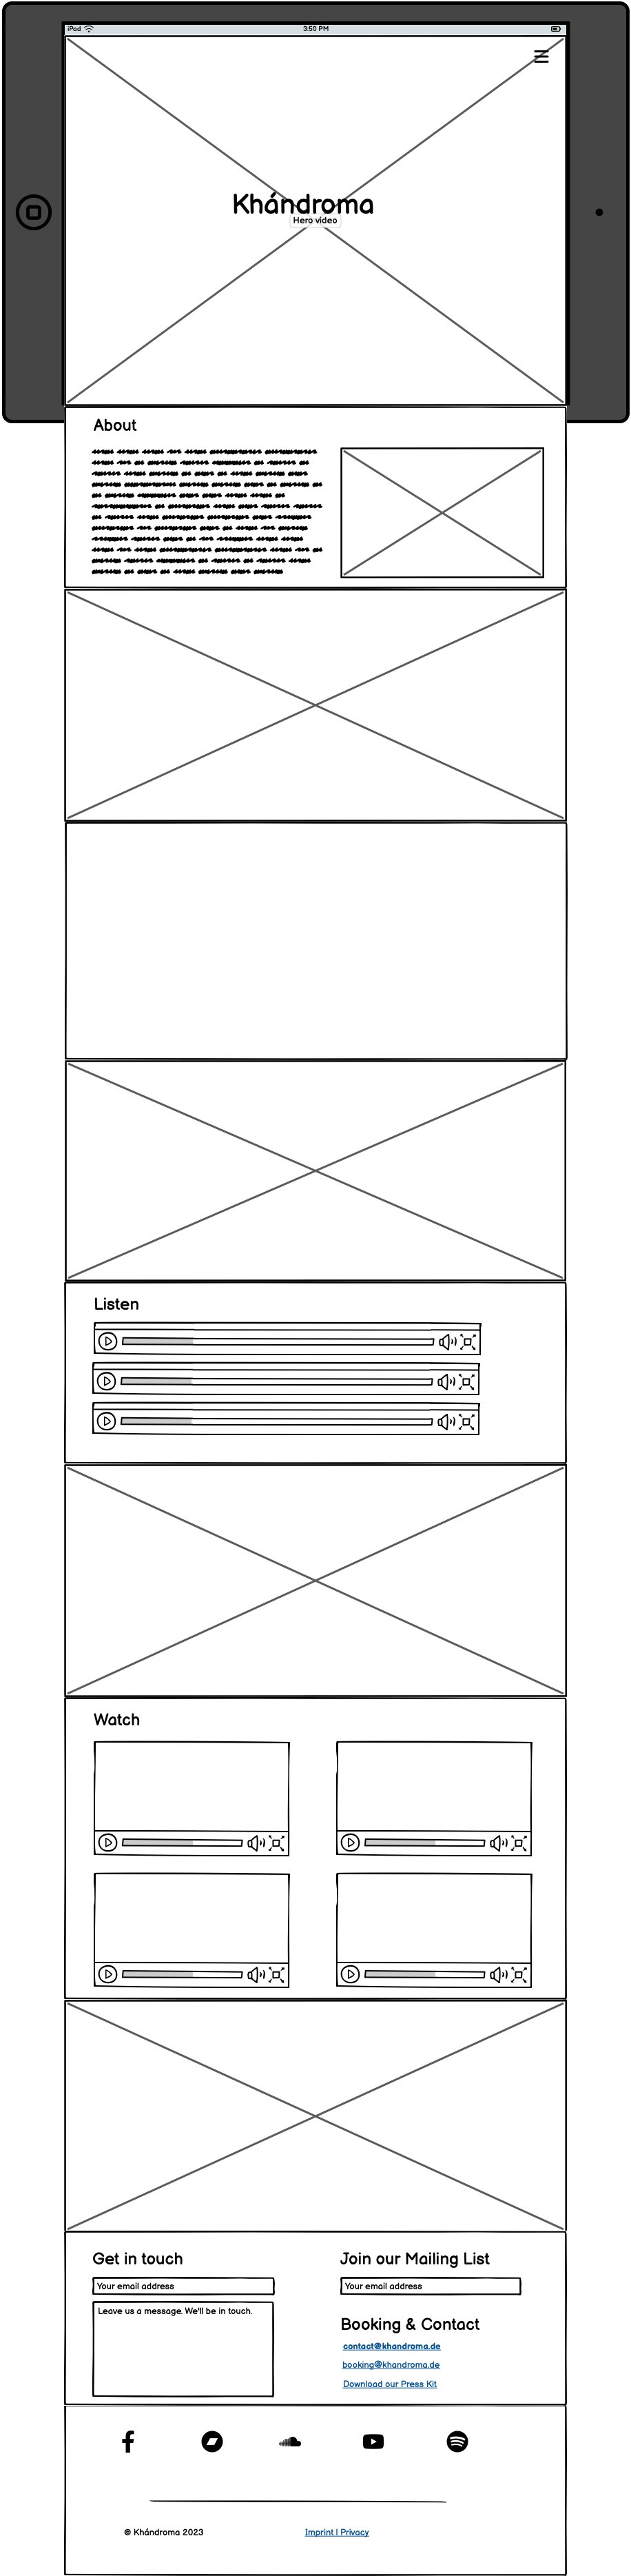 iPad
3:50 PM
Khándroma
Hero video
About
Listen
Watch
Get in touch
Your email address
Leave us a message. We'll be in touch.
Join our Mailing List
Your email address
Booking & Contact
contact@khandroma.de
booking@khandroma.de
Download our Press Kit
© Khándroma 2023
Imprint | Privacy